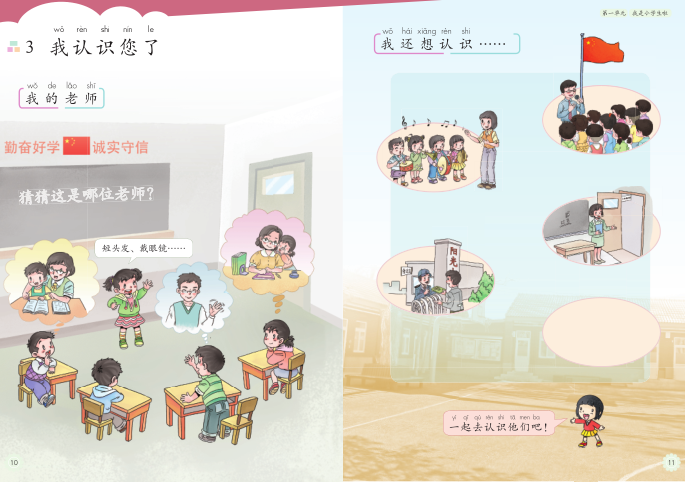 wǒ rèn shi nín le
3 我认识您了
wǒ de lǎo shī
我的老师
勤奋好学 诚实守信
猜猜这是哪位老师？
短头发、戴眼镜……
10
第一单元 我是小学生啦
wǒ hái xiǎng rèn shi
我还想认识……
阳光
yì qǐ qù rèn shi tā men ba
一起去认识他们吧！
11